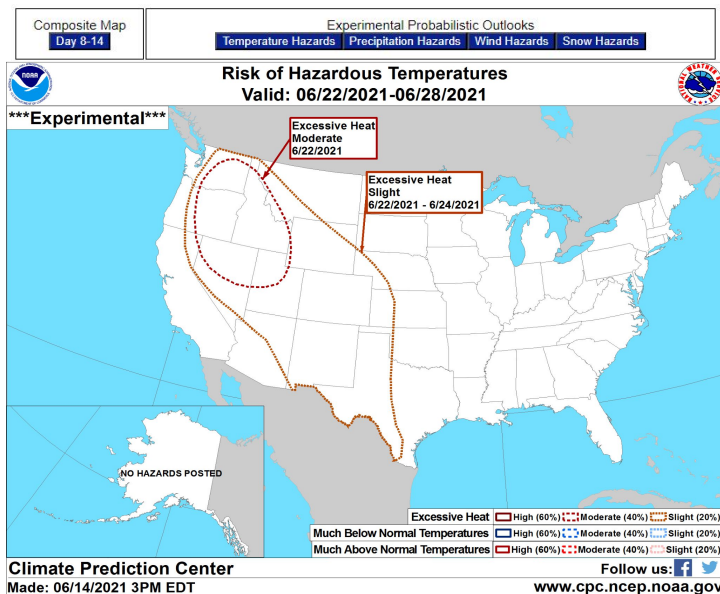 Composite Map
Day 8-14
Experimental Probabilistic Outlooks
Temperature Hazards Precipitation Hazards Wind Hazards Snow Hazards
Risk of Hazardous Temperatures
Valid: 06/22/2021-06/28/2021
NOAA
NATIONAL WEATHER SERVICE
***Experimental***
Excessive Heat
Moderate
6/22/2021
Excessive Heat
Slight
6/22/2021 - 6/24/2021
NO HAZARDS POSTED
Excessive Heat High (60%) Moderate (40%) Slight (20%)
Much Below Normal Temperatures High (60%) Moderate (40%) Slight (20%)
Much Above Normal Temperatures High (60%) Moderate (40%) Slight (20%)
Climate Prediction Center
Follow us:
Made: 06/14/2021 3PM EDT
www.cpc.ncep.noaa.gov